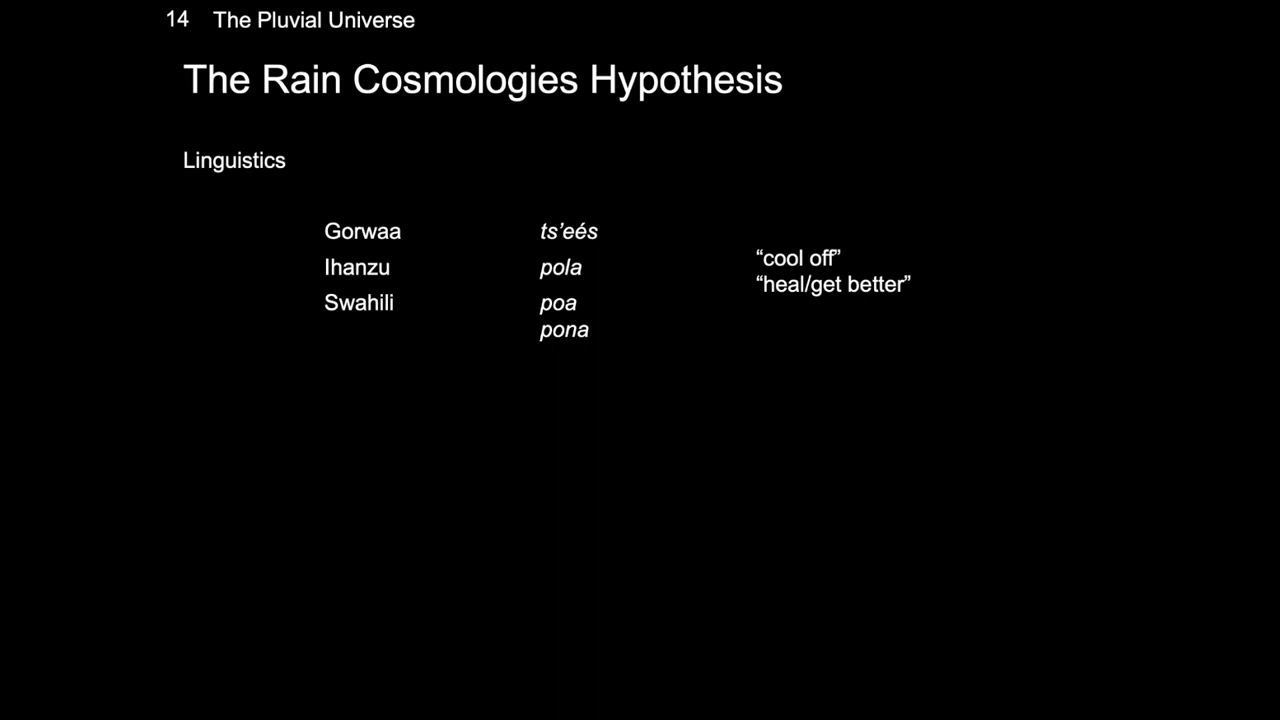 14 The Pluvial Universe
The Rain Cosmologies Hypothesis
Linguistics
Gorwaa ts’eés
“cool off”
Ihanzu pola
“heal/get better”
Swahili poa
pona